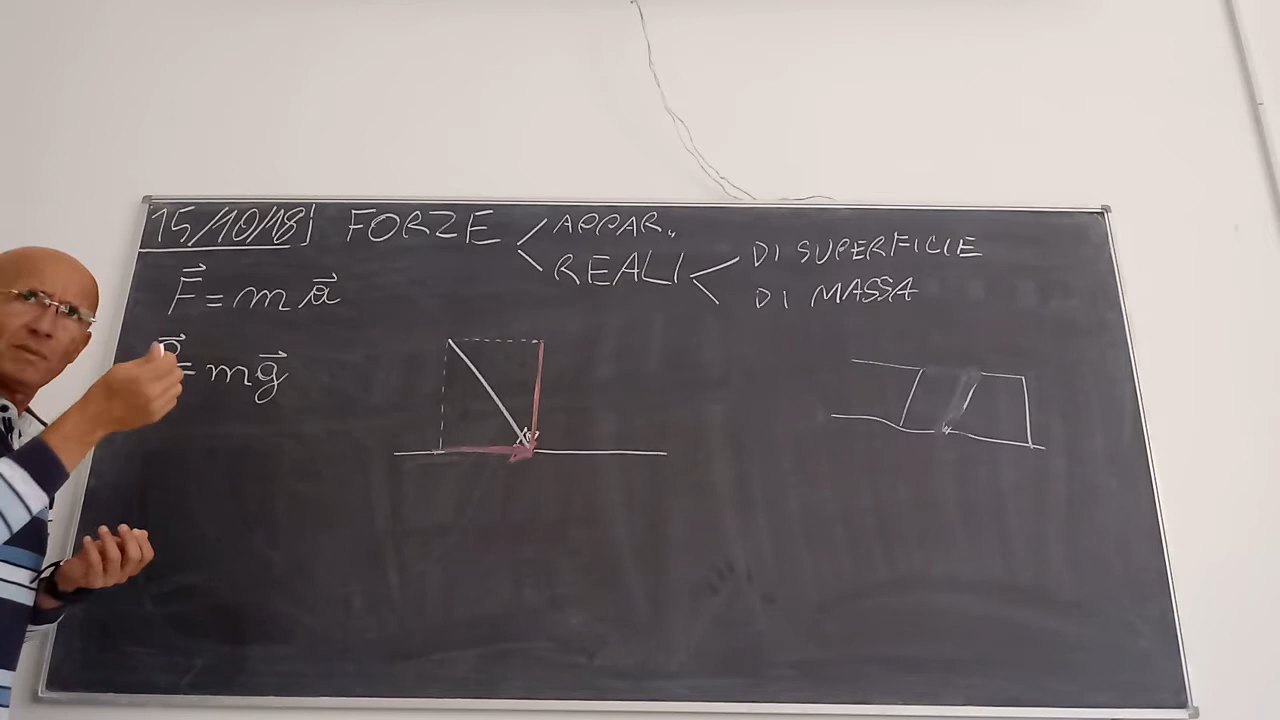 15/10/18 FORZE
APPAR.
REALI
DI SUPERFICIE
DI MASSA
F⃗ = m a⃗
= m g⃗